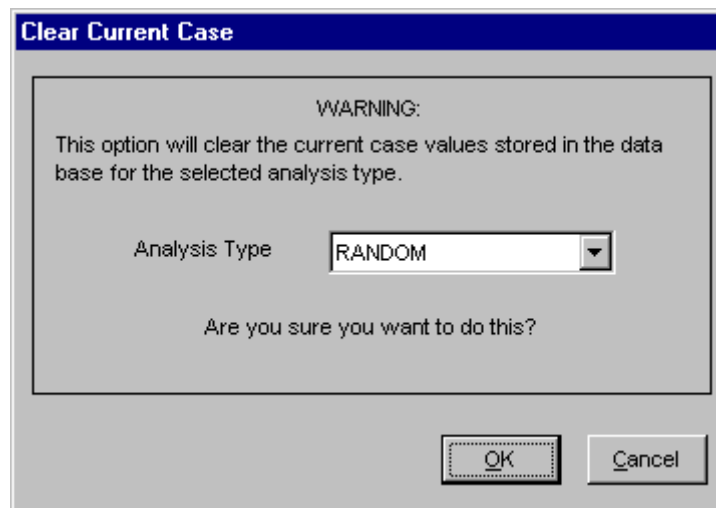 Clear Current Case
WARNING:
This option will clear the current case values stored in the data
base for the selected analysis type.
Analysis Type RANDOM
Are you sure you want to do this?
OK Cancel